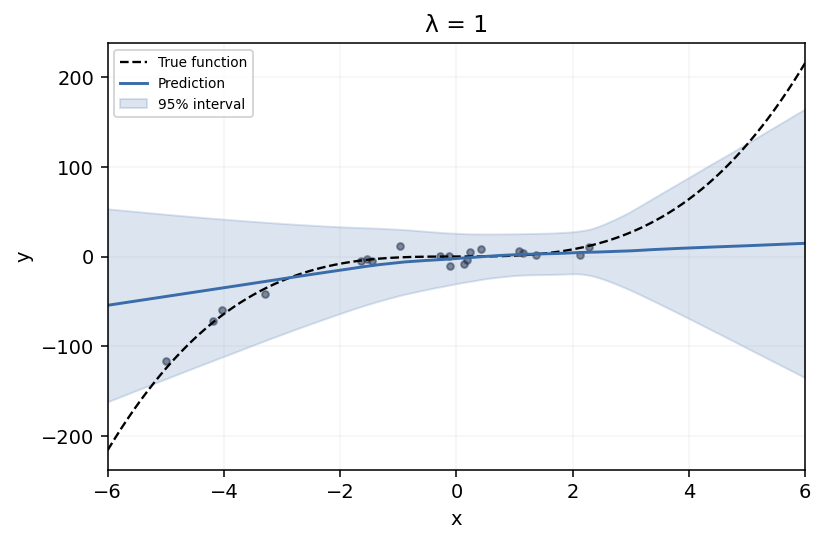 λ = 1
True function
Prediction
95% interval
200
100
0
−100
−200
y
−6
−4
−2
0
2
4
6
x